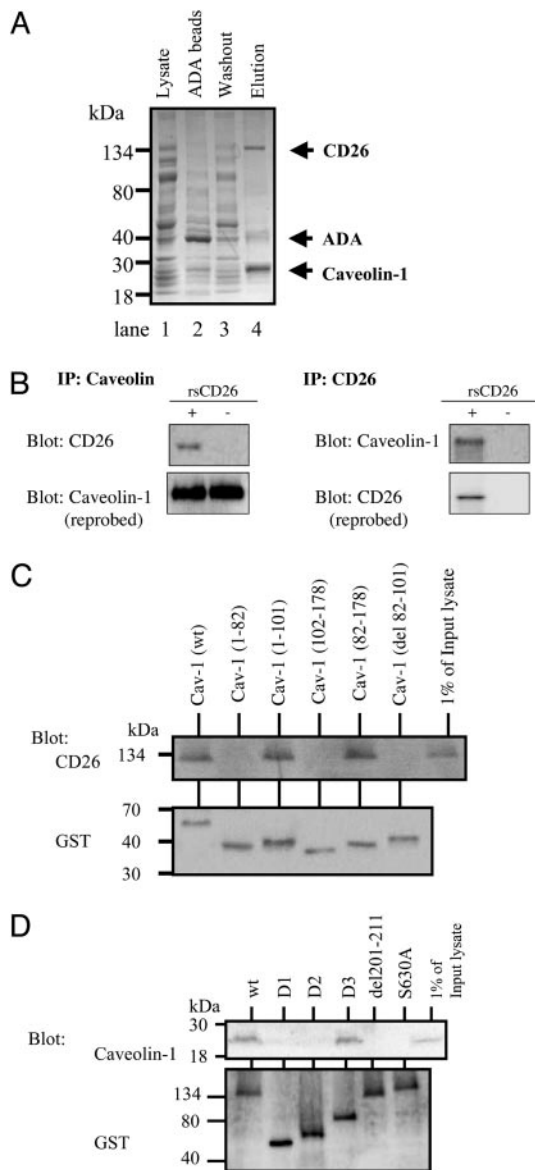 A
Lysate
ADA beads
Washout
Elution
kDa
134
80
40
30
18
CD26
ADA
Caveolin-1
lane 1 2 3 4
B
IP: Caveolin
rsCD26
+ -
Blot: CD26
Blot: Caveolin-1
(reprobed)
IP: CD26
rsCD26
+ -
Blot: Caveolin-1
Blot: CD26
(reprobed)
C
Cav-1 (wt)
Cav-1 (1-82)
Cav-1 (1-101)
Cav-1 (102-178)
Cav-1 (82-178)
Cav-1 (del 82-101)
1% of Input lysate
kDa
Blot:
CD26
134
GST
70
40
30
D
wt
D1
D2
D3
del201-211
S630A
1% of
Input lysate
kDa
Blot:
Caveolin-1
30
18
GST
134
80
40